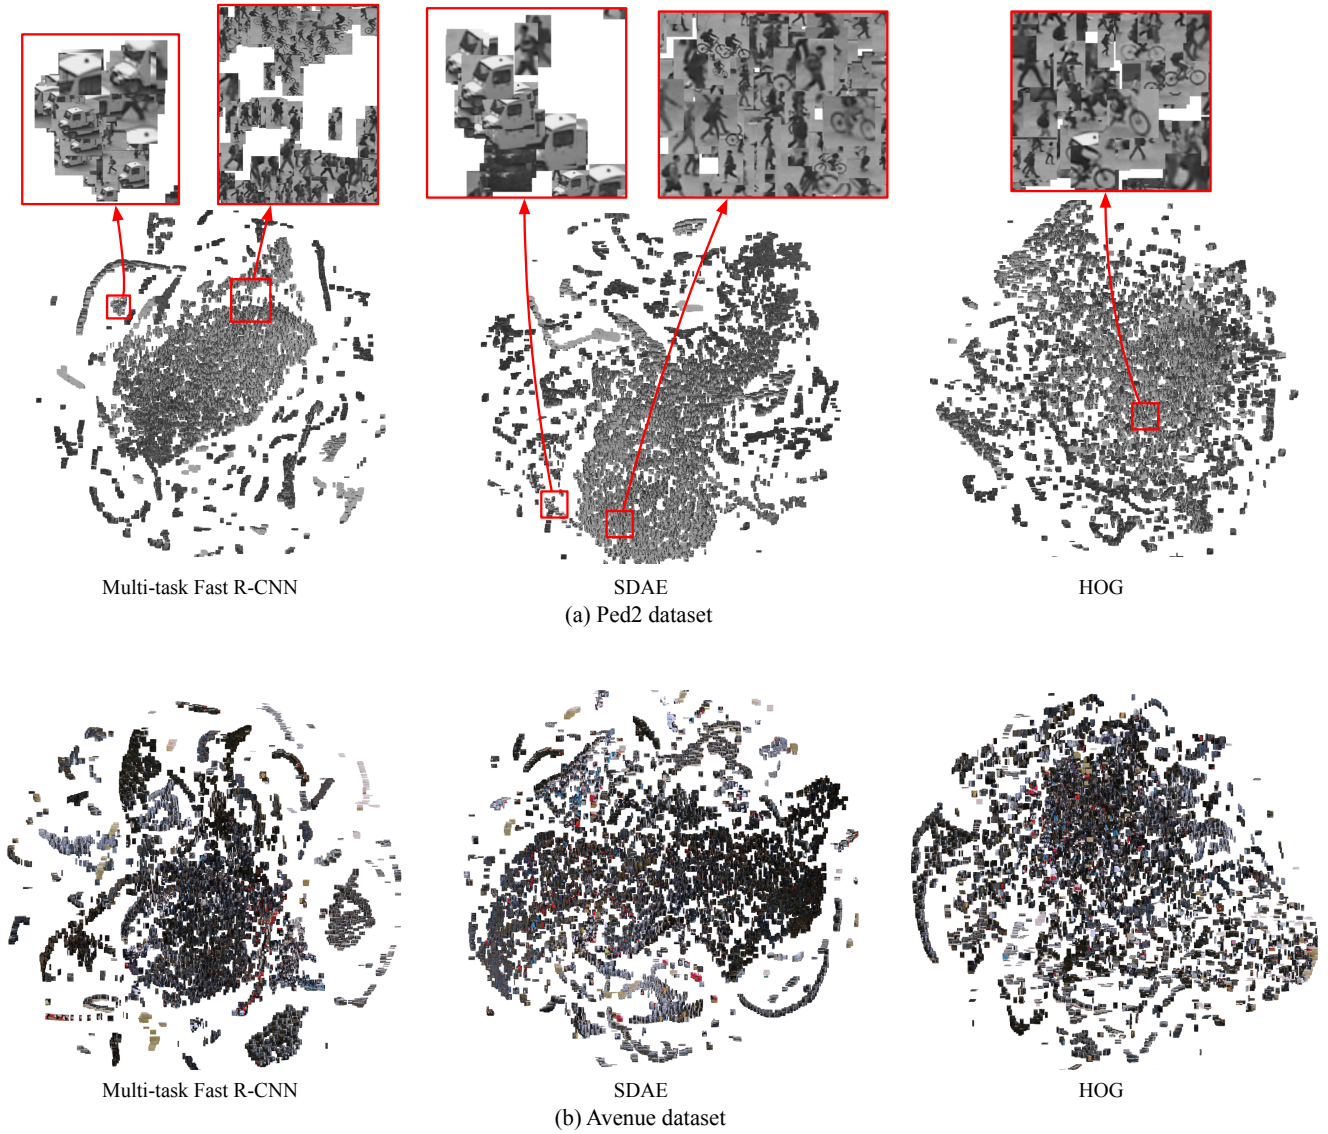 Multi-task Fast R-CNN
SDAE
HOG
(a) Ped2 dataset
Multi-task Fast R-CNN
SDAE
HOG
(b) Avenue dataset